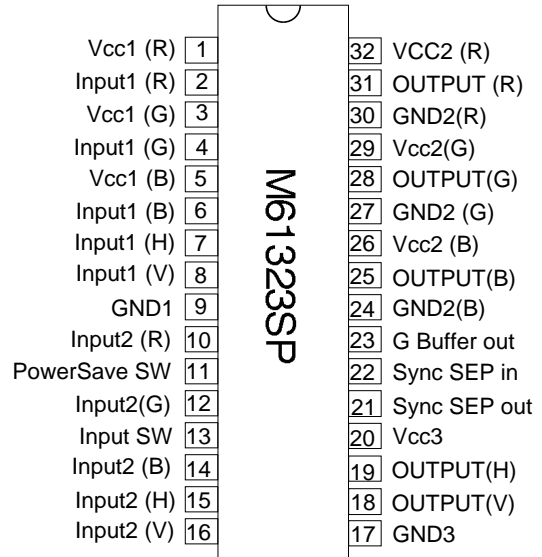 Vcc1 (R) 1
Input1 (R) 2
Vcc1 (G) 3
Input1 (G) 4
Vcc1 (B) 5
Input1 (B) 6
Input1 (H) 7
Input1 (V) 8
GND1 9
Input2 (R) 10
PowerSave SW 11
Input2(G) 12
Input SW 13
Input2 (B) 14
Input2 (H) 15
Input2 (V) 16
M61323SP
32 VCC2 (R)
31 OUTPUT (R)
30 GND2(R)
29 Vcc2(G)
28 OUTPUT(G)
27 GND2 (G)
26 Vcc2 (B)
25 OUTPUT(B)
24 GND2(B)
23 G Buffer out
22 Sync SEP in
21 Sync SEP out
20 Vcc3
19 OUTPUT(H)
18 OUTPUT(V)
17 GND3